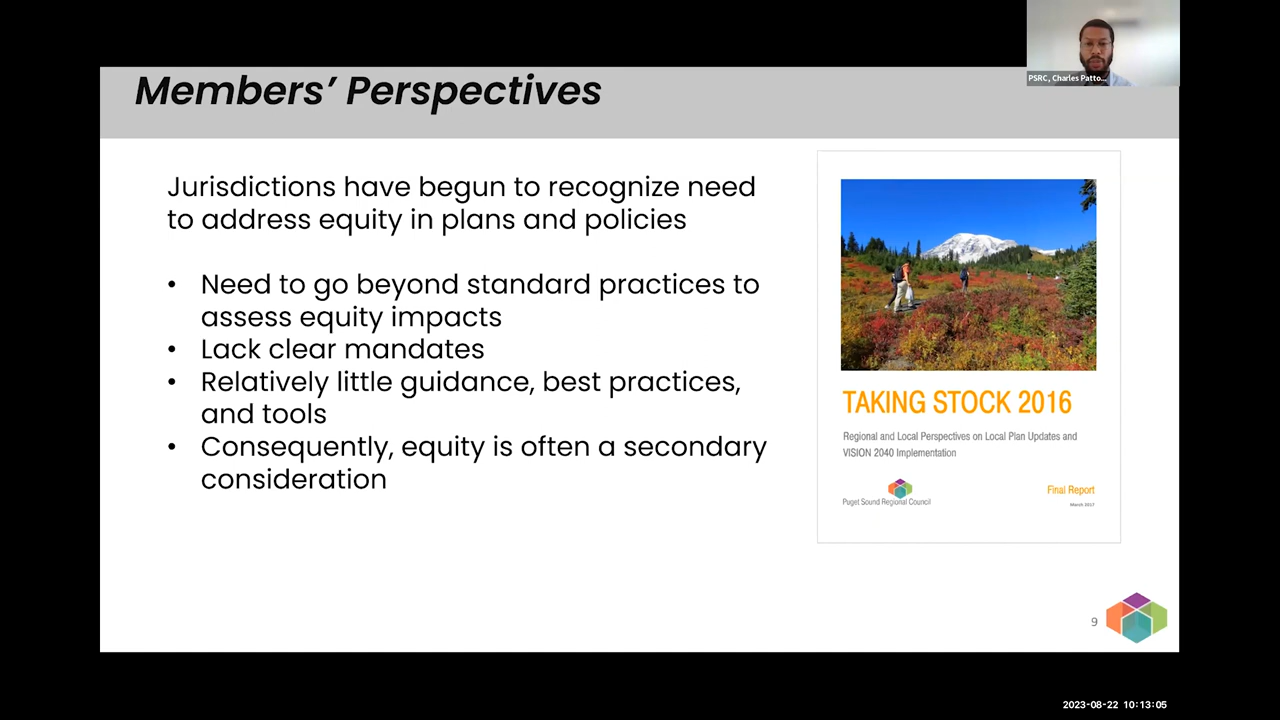 PSRC, Charles Patto...
Members’ Perspectives
Jurisdictions have begun to recognize need
to address equity in plans and policies
• Need to go beyond standard practices to
assess equity impacts
• Lack clear mandates
• Relatively little guidance, best practices,
and tools
• Consequently, equity is often a secondary
consideration
TAKING STOCK 2016
Regional and Local Perspectives on Local Plan Updates and
VISION 2040 Implementation
Puget Sound Regional Council
Final Report
March 2017
9
2023-08-22 10:13:05